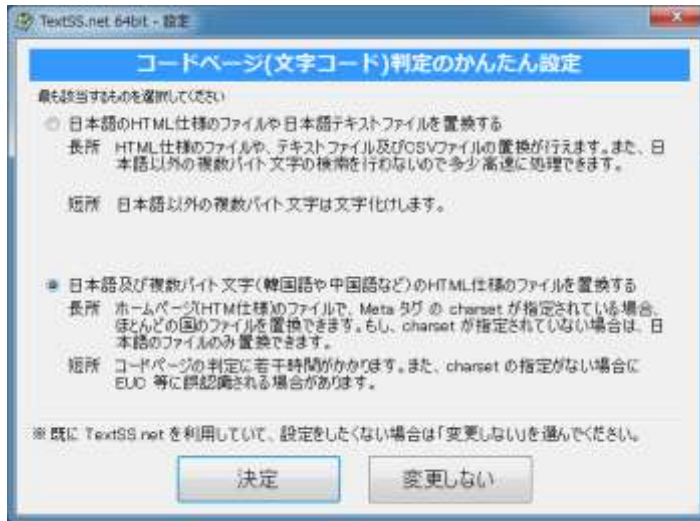 TextSS.net 64bit - 設定
コードページ(文字コード)判定のかんたん設定
最も該当するものを選択してください
日本語のHTML仕様のファイルや日本語テキストファイルを置換する
長所 HTML仕様のファイルや、テキストファイル及びCSVファイルの置換が行えます。また、日
本語以外の複数バイト文字の検索を行わないので多少高速に処理できます。
短所 日本語以外の複数バイト文字は文字化けします。
日本語及び複数バイト文字(韓国語や中国語など)のHTML仕様のファイルを置換する
長所 ホームページ(HTM仕様)のファイルで、Meta タグ の charset が指定されている場合、
ほとんどの国のファイルを置換できます。もし、charset が指定されていない場合は、日
本語のファイルのみ置換できます。
短所 コードページの判定に若干時間がかかります。また、charset の指定がない場合に
EUC 等に誤認識される場合があります。
※ 既に TextSS.net を利用していて、設定をしたくない場合は「変更しない」を選んでください。
決定
変更しない